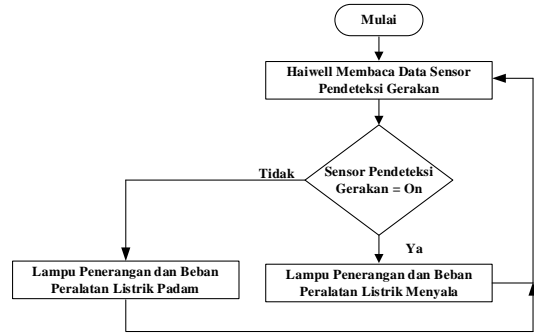 Mulai
Haiwell Membaca Data Sensor
Pendeteksi Gerakan
Sensor Pendeteksi
Gerakan = On
Tidak
Ya
Lampu Penerangan dan Beban
Peralatan Listrik Padam
Lampu Penerangan dan Beban
Peralatan Listrik Menyala